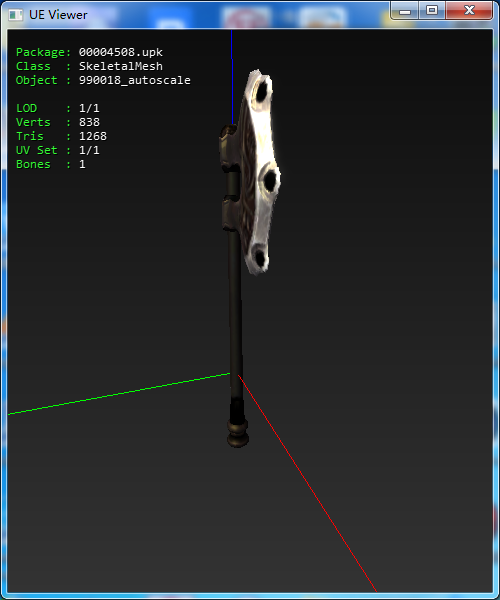 UE Viewer
Package: 00004508.upk
Class  : SkeletalMesh
Object : 990018_autoscale
LOD    : 1/1
Verts  : 838
Tris   : 1268
UV Set : 1/1
Bones  : 1